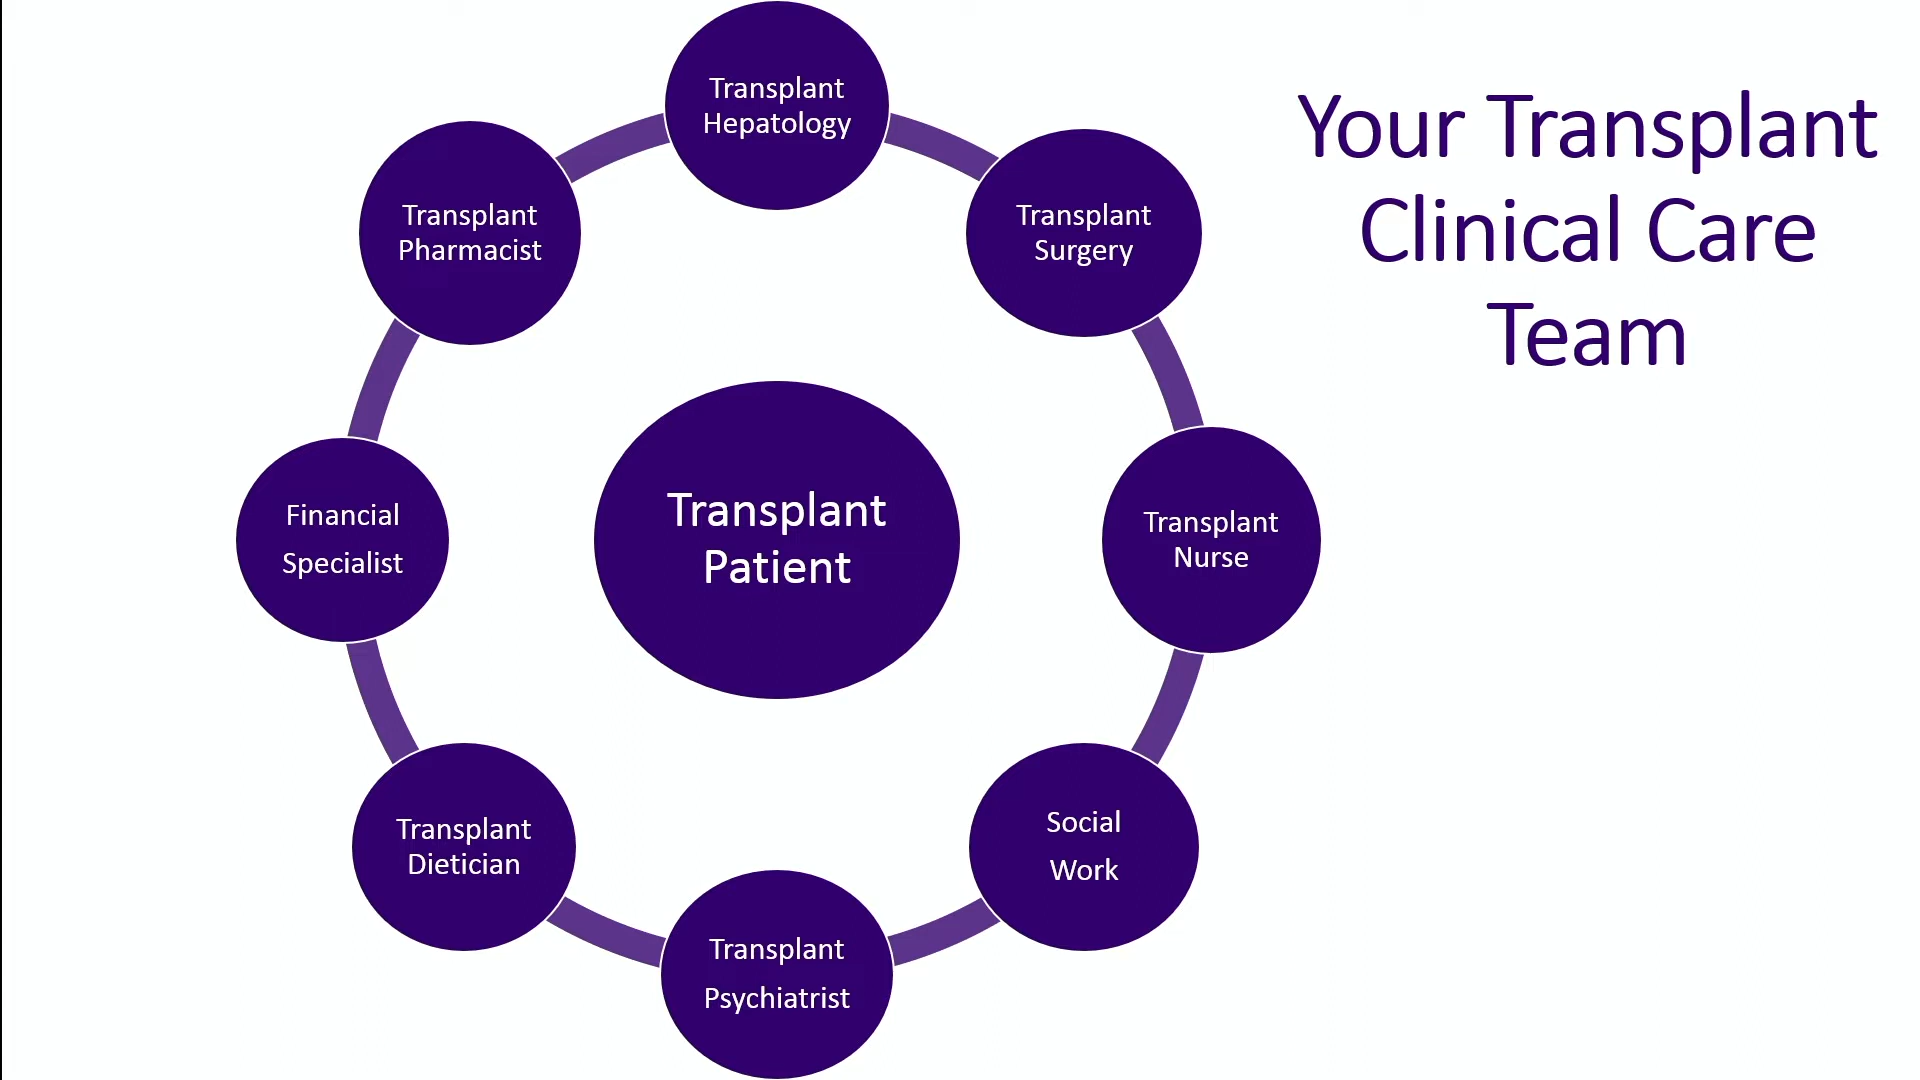 Your Transplant
Clinical Care
Team
Transplant
Hepatology
Transplant
Surgery
Transplant
Nurse
Social
Work
Transplant
Psychiatrist
Transplant
Dietician
Financial
Specialist
Transplant
Pharmacist
Transplant
Patient